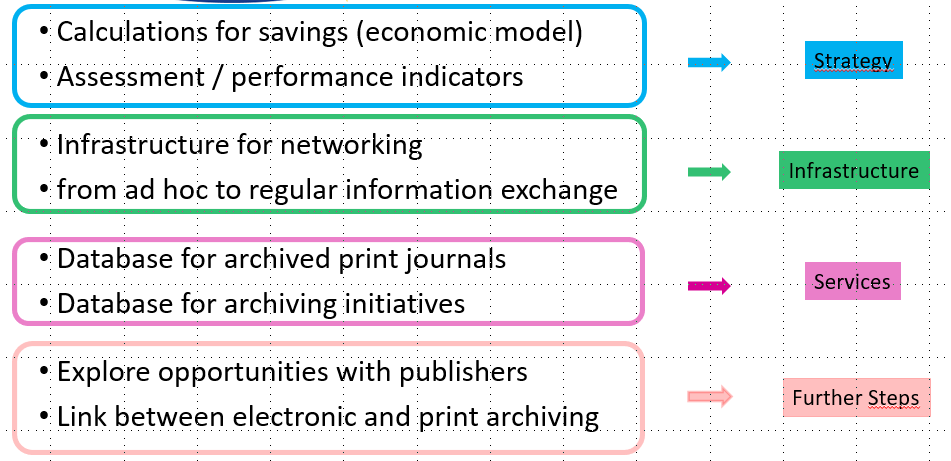 • Calculations for savings (economic model)
• Assessment / performance indicators
Strategy
• Infrastructure for networking
• from ad hoc to regular information exchange
Infrastructure
• Database for archived print journals
• Database for archiving initiatives
Services
• Explore opportunities with publishers
• Link between electronic and print archiving
Further Steps